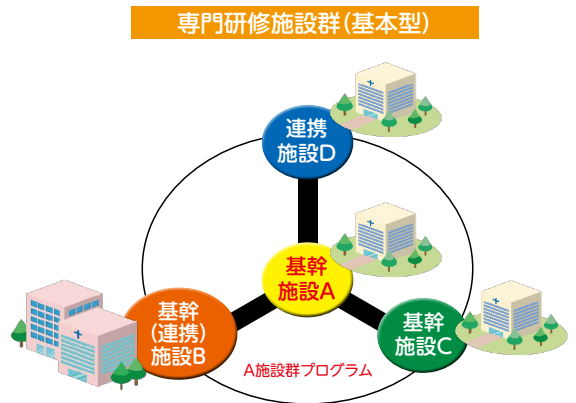 専門研修施設群(基本型)
連携
施設D
基幹
施設A
基幹
(連携)
施設B
基幹
施設C
A施設群プログラム